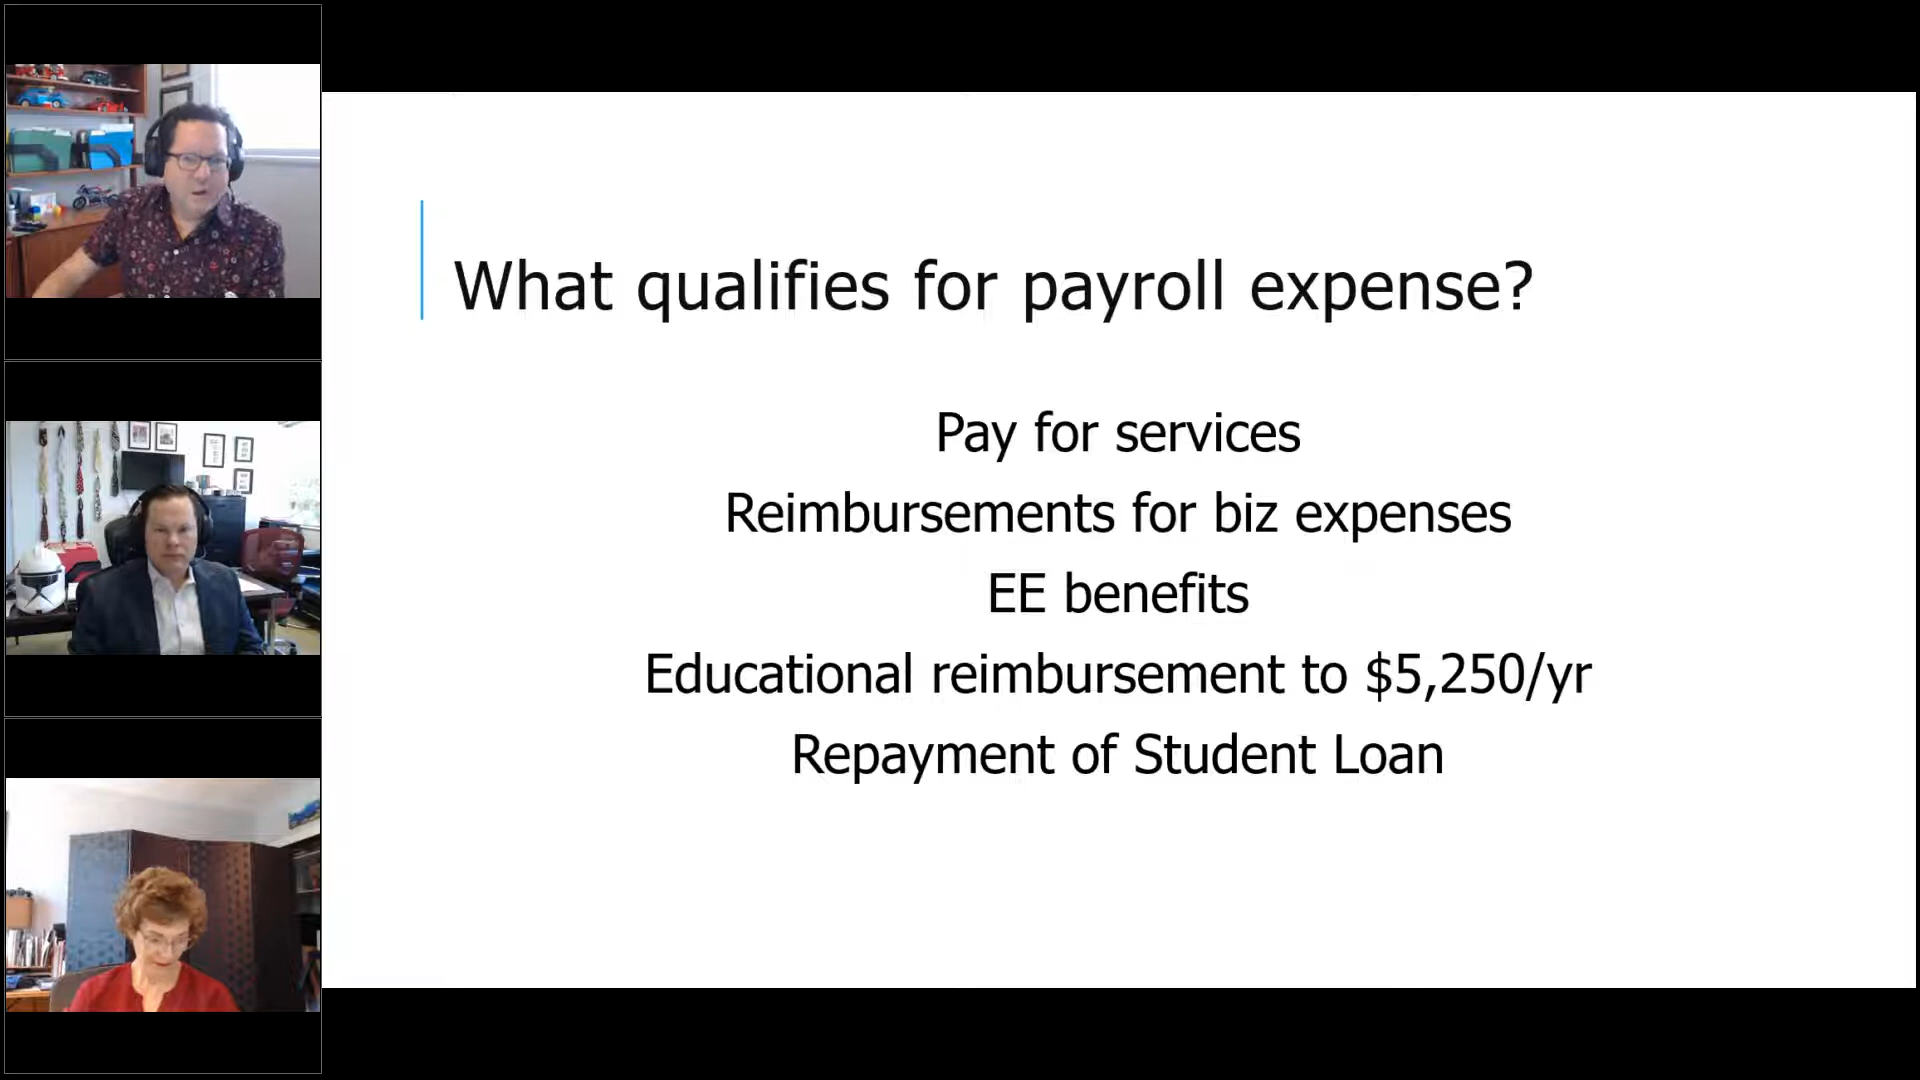 What qualifies for payroll expense?
Pay for services
Reimbursements for biz expenses
EE benefits
Educational reimbursement to $5,250/yr
Repayment of Student Loan